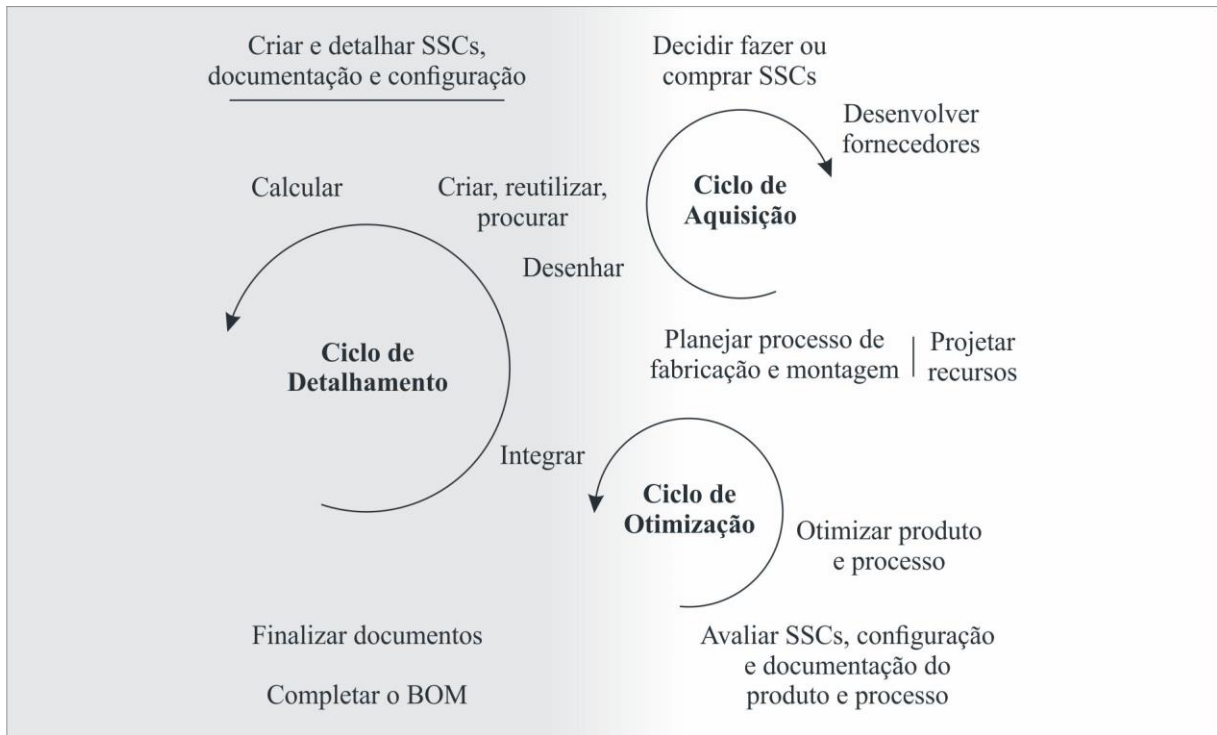 Criar e detalhar SSCs,
documentação e configuração
Calcular
Criar, reutilizar,
procurar
Desenhar
Ciclo de
Detalhamento
Integrar
Finalizar documentos
Completar o BOM
Decidir fazer ou
comprar SSCs
Desenvolver
fornecedores
Ciclo de
Aquisição
Planejar processo de
fabricação e montagem
Projetar
recursos
Ciclo de
Otimização
Otimizar produto
e processo
Avaliar SSCs, configuração
e documentação do
produto e processo